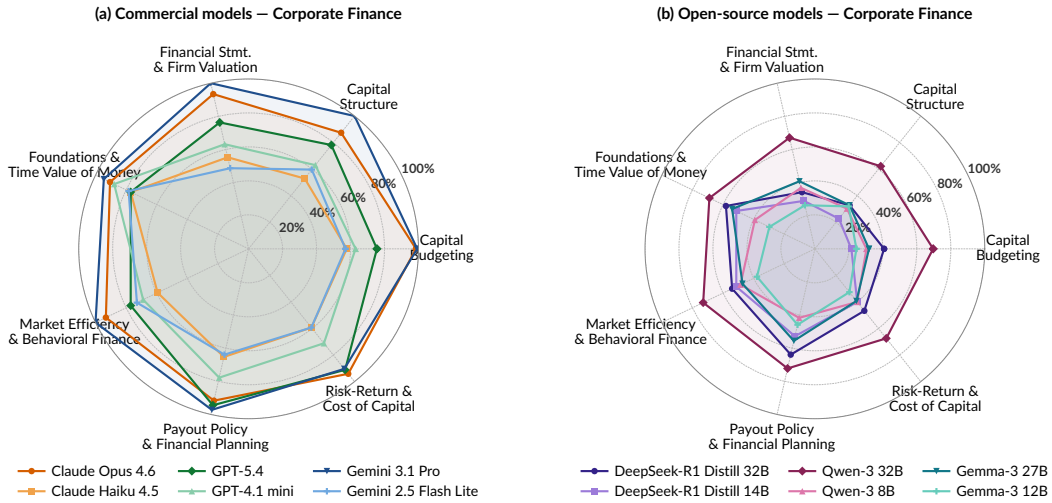 (a) Commercial models — Corporate Finance
Financial Stmt.
& Firm Valuation
Capital
Structure
Foundations &
Time Value of Money
100%
80%
60%
40%
20%
Capital
Budgeting
Market Efficiency
& Behavioral Finance
Risk-Return &
Cost of Capital
Payout Policy
& Financial Planning
Claude Opus 4.6
Claude Haiku 4.5
GPT-5.4
GPT-4.1 mini
Gemini 3.1 Pro
Gemini 2.5 Flash Lite
(b) Open-source models — Corporate Finance
Financial Stmt.
& Firm Valuation
Capital
Structure
Foundations &
Time Value of Money
100%
80%
60%
40%
20%
Capital
Budgeting
Market Efficiency
& Behavioral Finance
Risk-Return &
Cost of Capital
Payout Policy
& Financial Planning
DeepSeek-R1 Distill 32B
DeepSeek-R1 Distill 14B
Qwen-3 32B
Qwen-3 8B
Gemma-3 27B
Gemma-3 12B